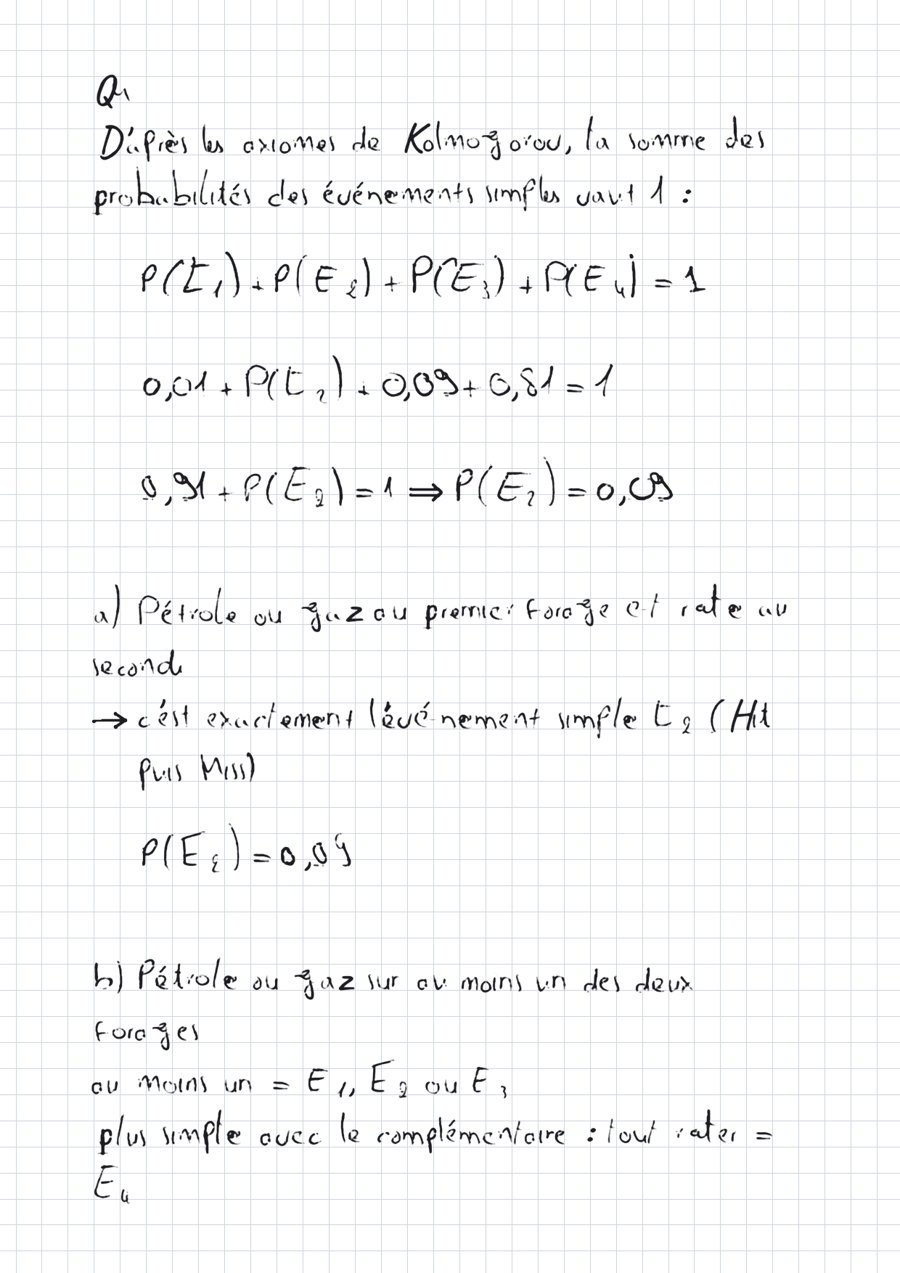 Q1
D'après les axiomes de Kolmogorov, la somme des
probabilités des événements simples vaut 1 :
P(E₁) + P(E₂) + P(E₃) + P(E₄) = 1
0,01 + P(E₂) + 0,09 + 0,81 = 1
0,91 + P(E₂) = 1 ⇒ P(E₂) = 0,09
a) Pétrole ou gaz au premier forage et rate au
second
→ c'est exactement l'événement simple E₂ (Hit
puis Miss)
P(E₂) = 0,09
b) Pétrole ou gaz sur au moins un des deux
forages
au moins un = E₁, E₂ ou E₃
plus simple avec le complémentaire : tout rater =
E₄